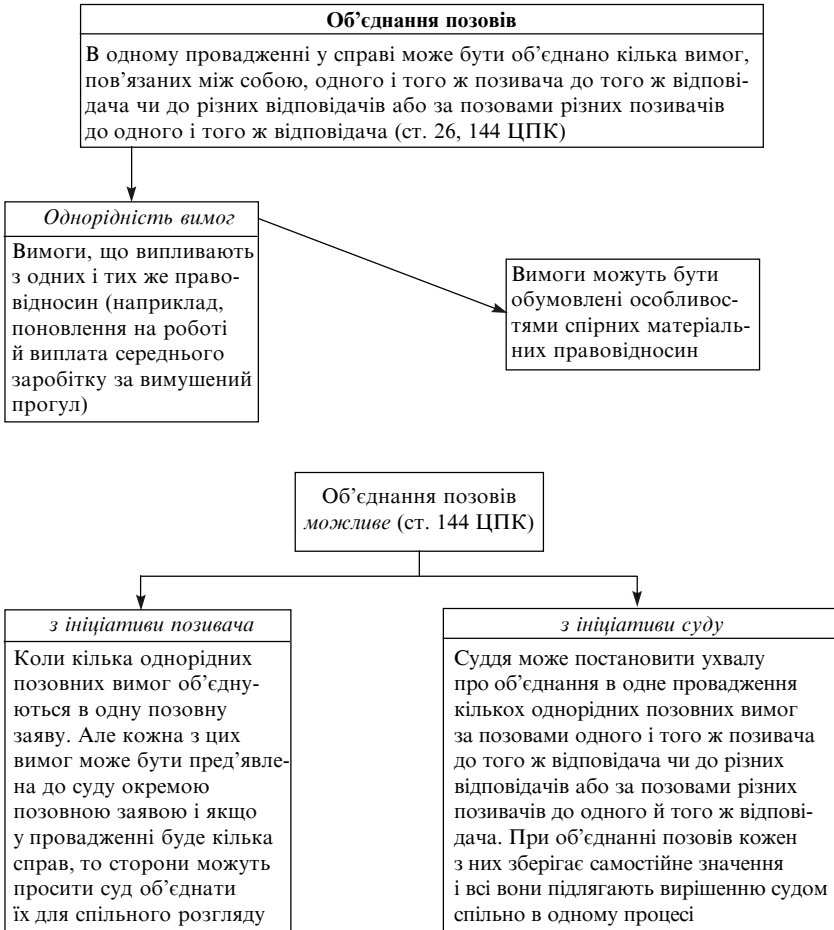 Об’єднання позовів
В одному провадженні у справі може бути об’єднано кілька вимог,
пов’язаних між собою, одного і того ж позивача до того ж відпові-
дача чи до різних відповідачів або за позовами різних позивачів
до одного і того ж відповідача (ст. 26, 144 ЦПК)
Однорідність вимог
Вимоги, що випливають
з одних і тих же право-
відносин (наприклад,
поновлення на роботі
й виплата середнього
заробітку за вимушений
прогул)
Вимоги можуть бути
обумовлені особливос-
тями спірних матеріаль-
них правовідносин
Об’єднання позовів
можливе (ст. 144 ЦПК)
з ініціативи позивача
Коли кілька однорідних
позовних вимог об’єдну-
ються в одну позовну
заяву. Але кожна з цих
вимог може бути пред’явле-
на до суду окремою
позовною заявою і якщо
у провадженні буде кілька
справ, то сторони можуть
просити суд об’єднати
їх для спільного розгляду
з ініціативи суду
Суддя може постановити ухвалу
про об’єднання в одне провадження
кількох однорідних позовних вимог
за позовами одного і того ж позивача
до того ж відповідача чи до різних
відповідачів або за позовами різних
позивачів до одного й того ж відпові-
дача. При об’єднанні позовів кожен
з них зберігає самостійне значення
і всі вони підлягають вирішенню судом
спільно в одному процесі